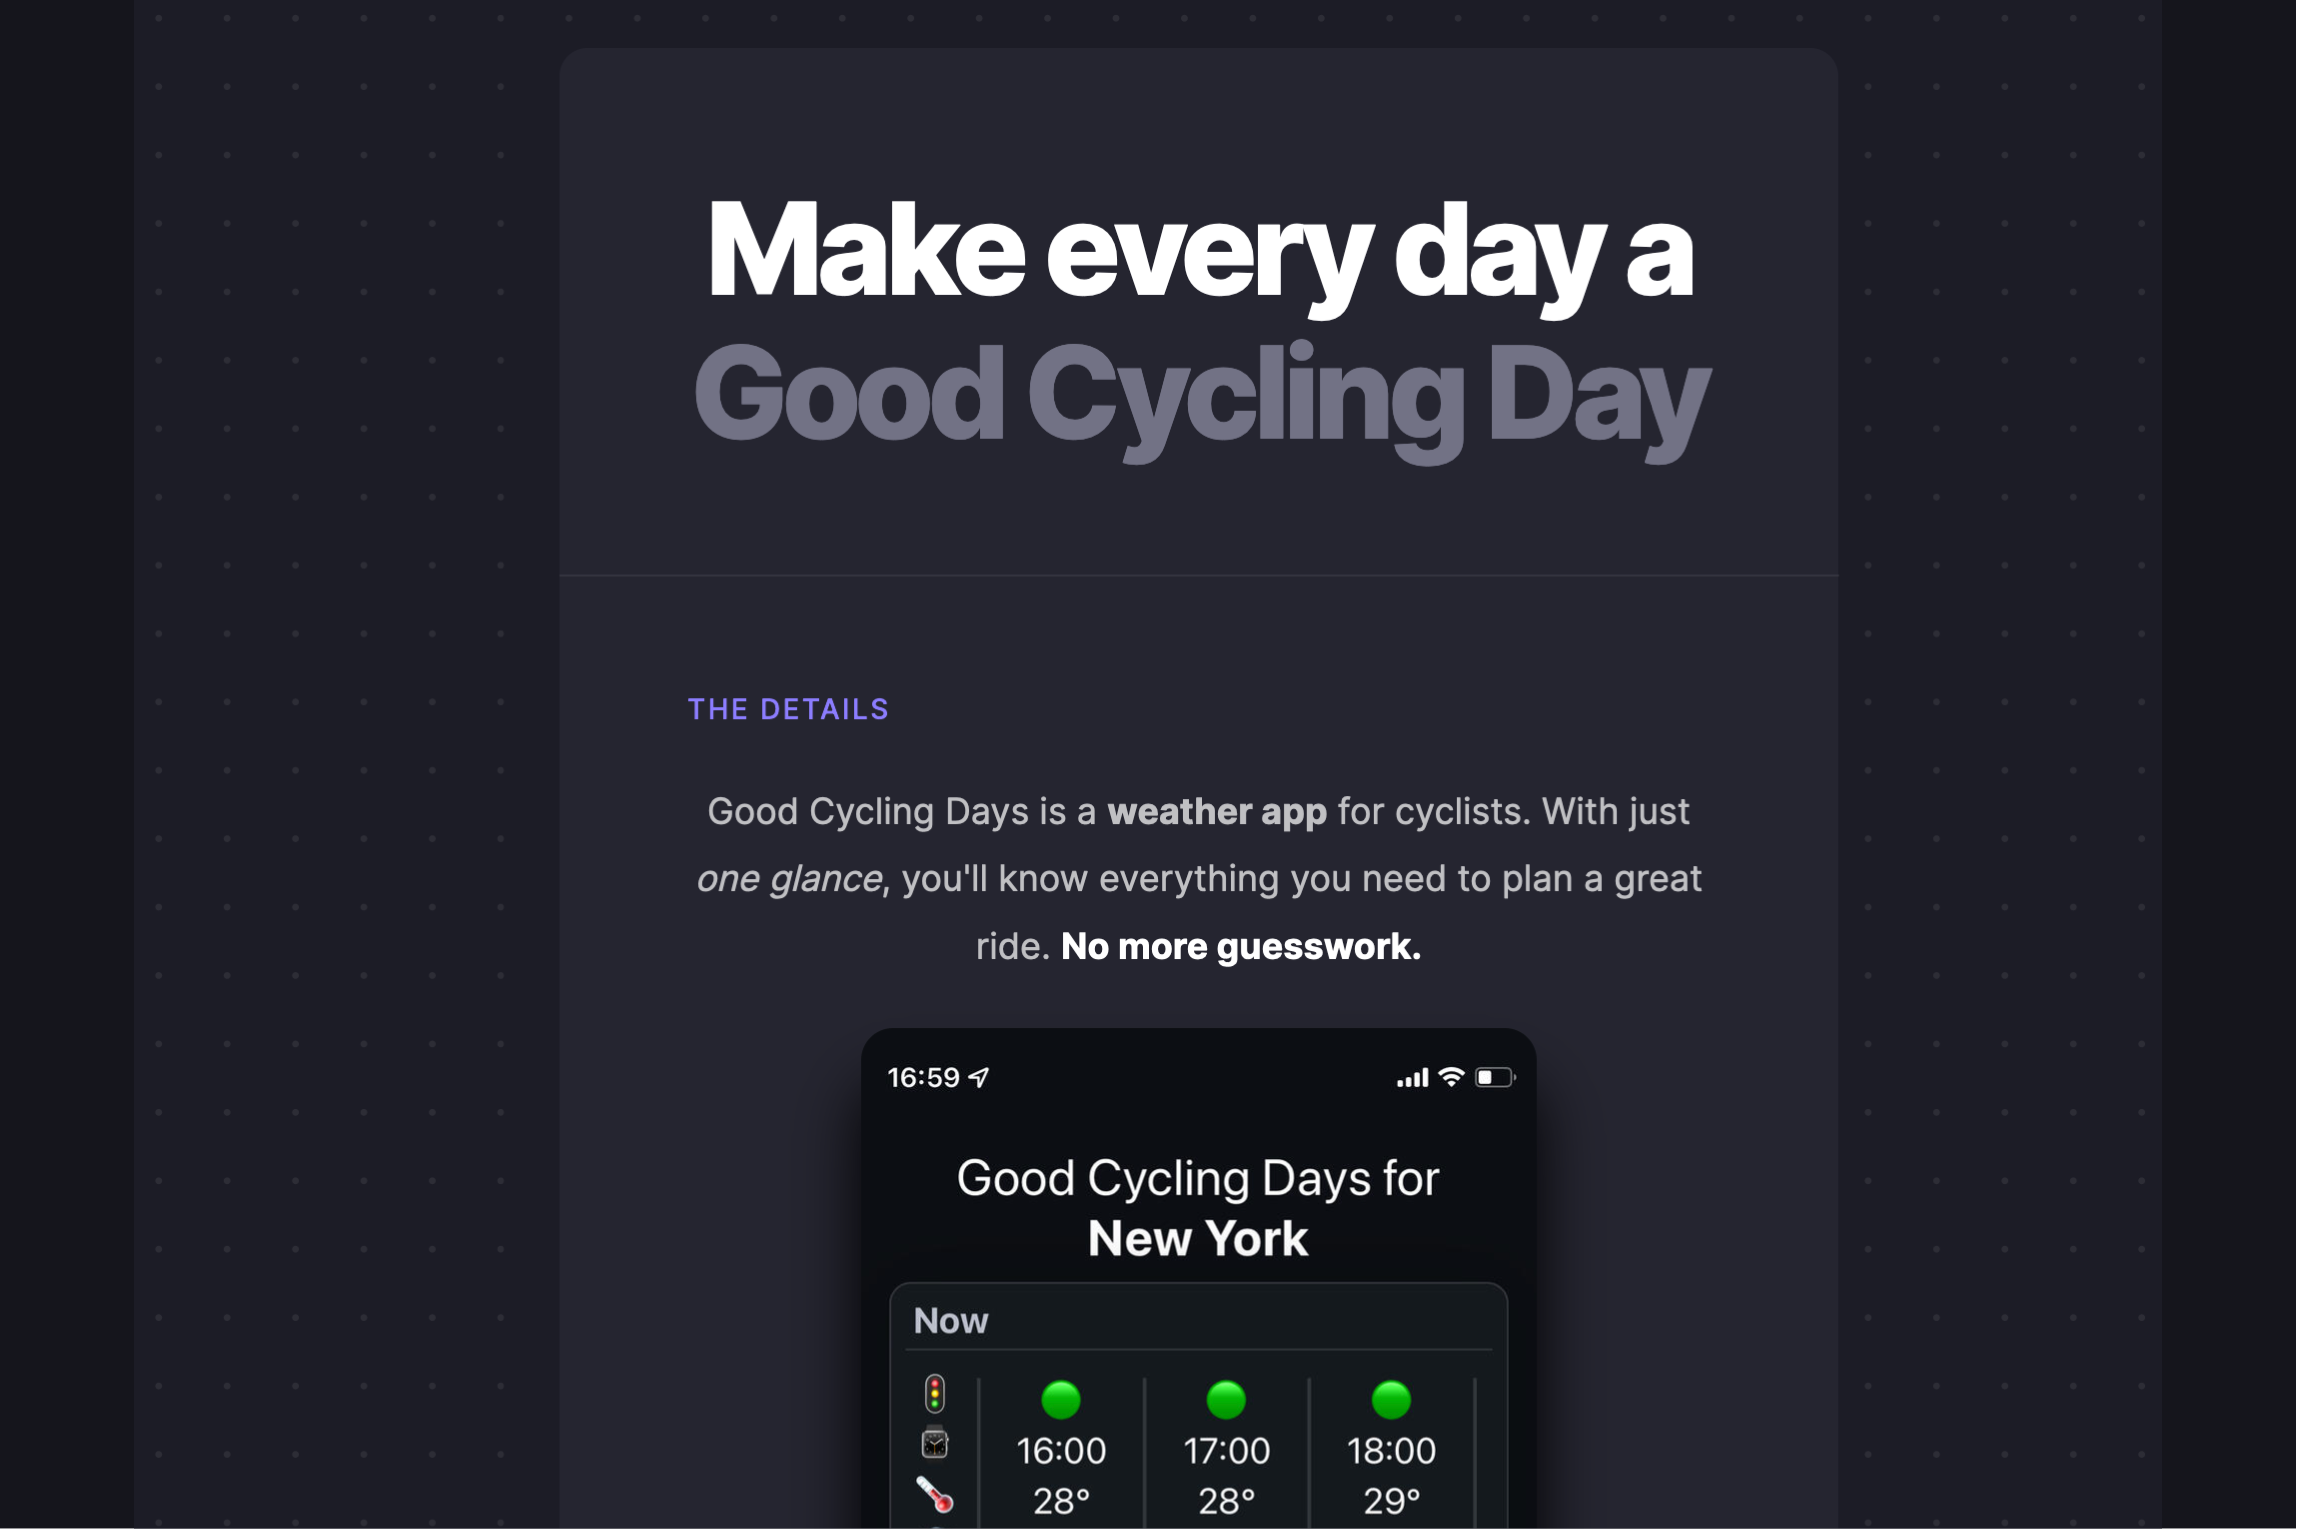 Make every day a
Good Cycling Day
THE DETAILS
Good Cycling Days is a weather app for cyclists. With just
one glance, you'll know everything you need to plan a great
ride. No more guesswork.
16:59
Good Cycling Days for
New York
Now
16:00 17:00 18:00
28° 28° 29°